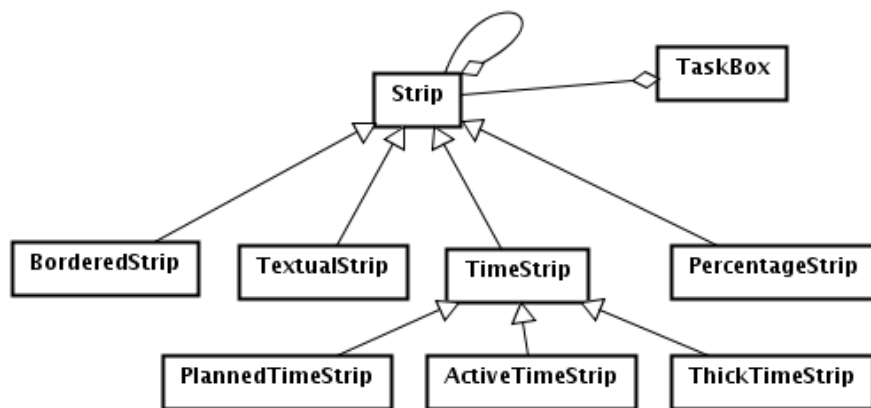 TaskBox
Strip
BorderedStrip
TextualStrip
TimeStrip
PercentageStrip
PlannedTimeStrip
ActiveTimeStrip
ThickTimeStrip